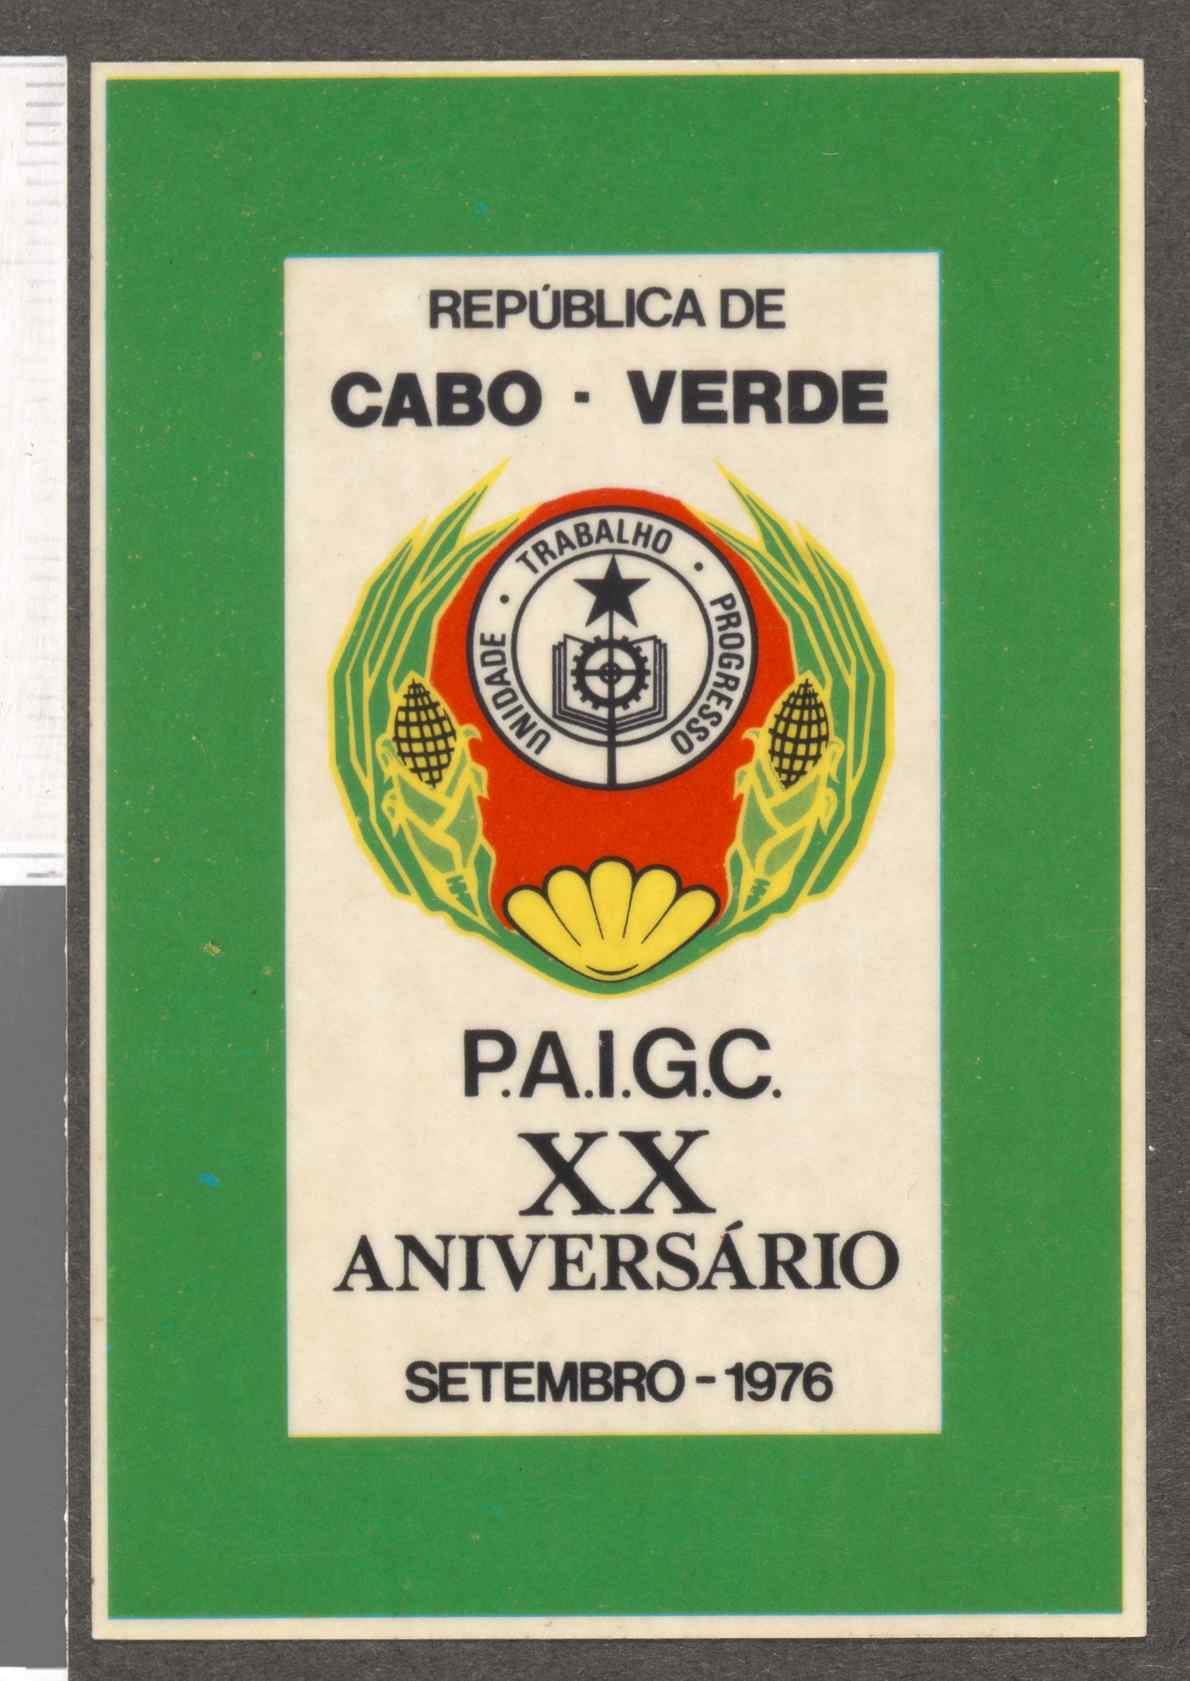 REPÚBLICA DE
CABO - VERDE
UNIDADE • TRABALHO • PROGRESSO
P.A.I.G.C.
XX
ANIVERSÁRIO
SETEMBRO - 1976